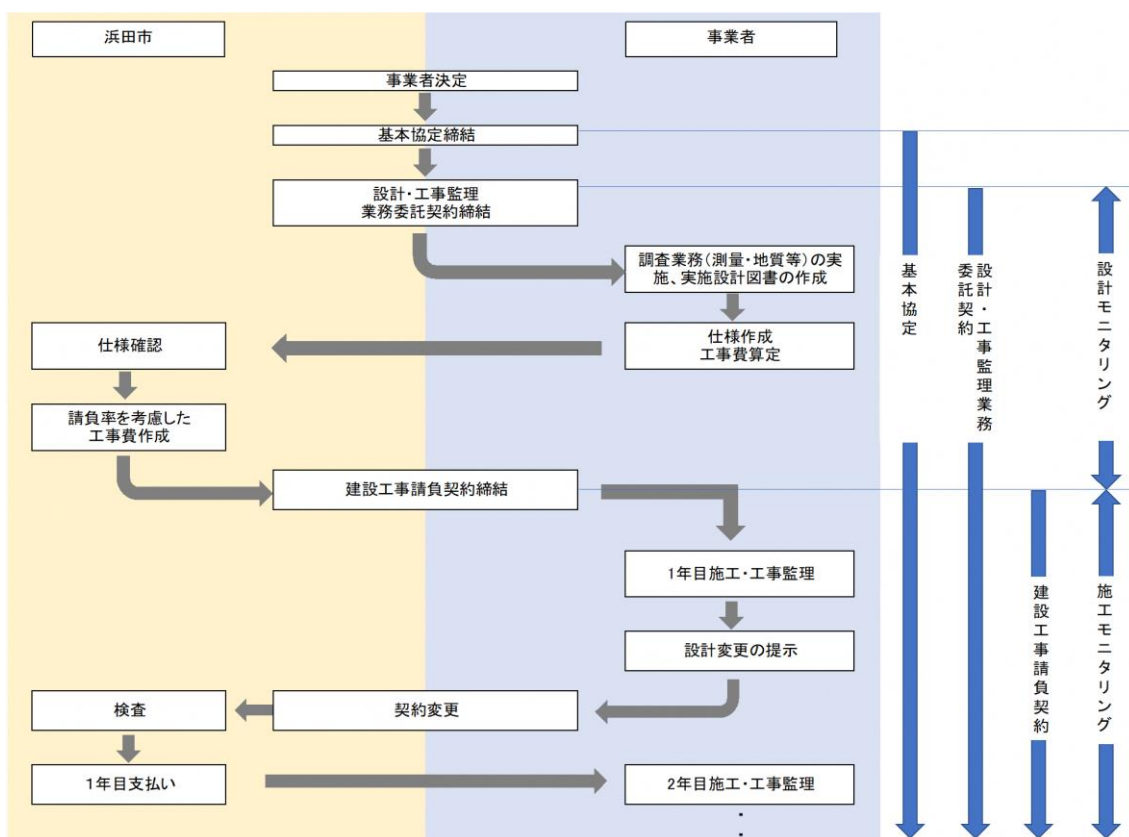 浜田市
事業者
事業者決定
基本協定締結
設計・工事監理
業務委託契約締結
調査業務(測量・地質等)の実
施、実施設計図書の作成
仕様作成
工事費算定
仕様確認
請負率を考慮した
工事費作成
建設工事請負契約締結
1年目施工・工事監理
設計変更の提示
契約変更
検査
1年目支払い
2年目施工・工事監理
⋮
基本協定
設計・工事監理業務
委託契約
設計モニタリング
建設工事請負契約
施工モニタリング